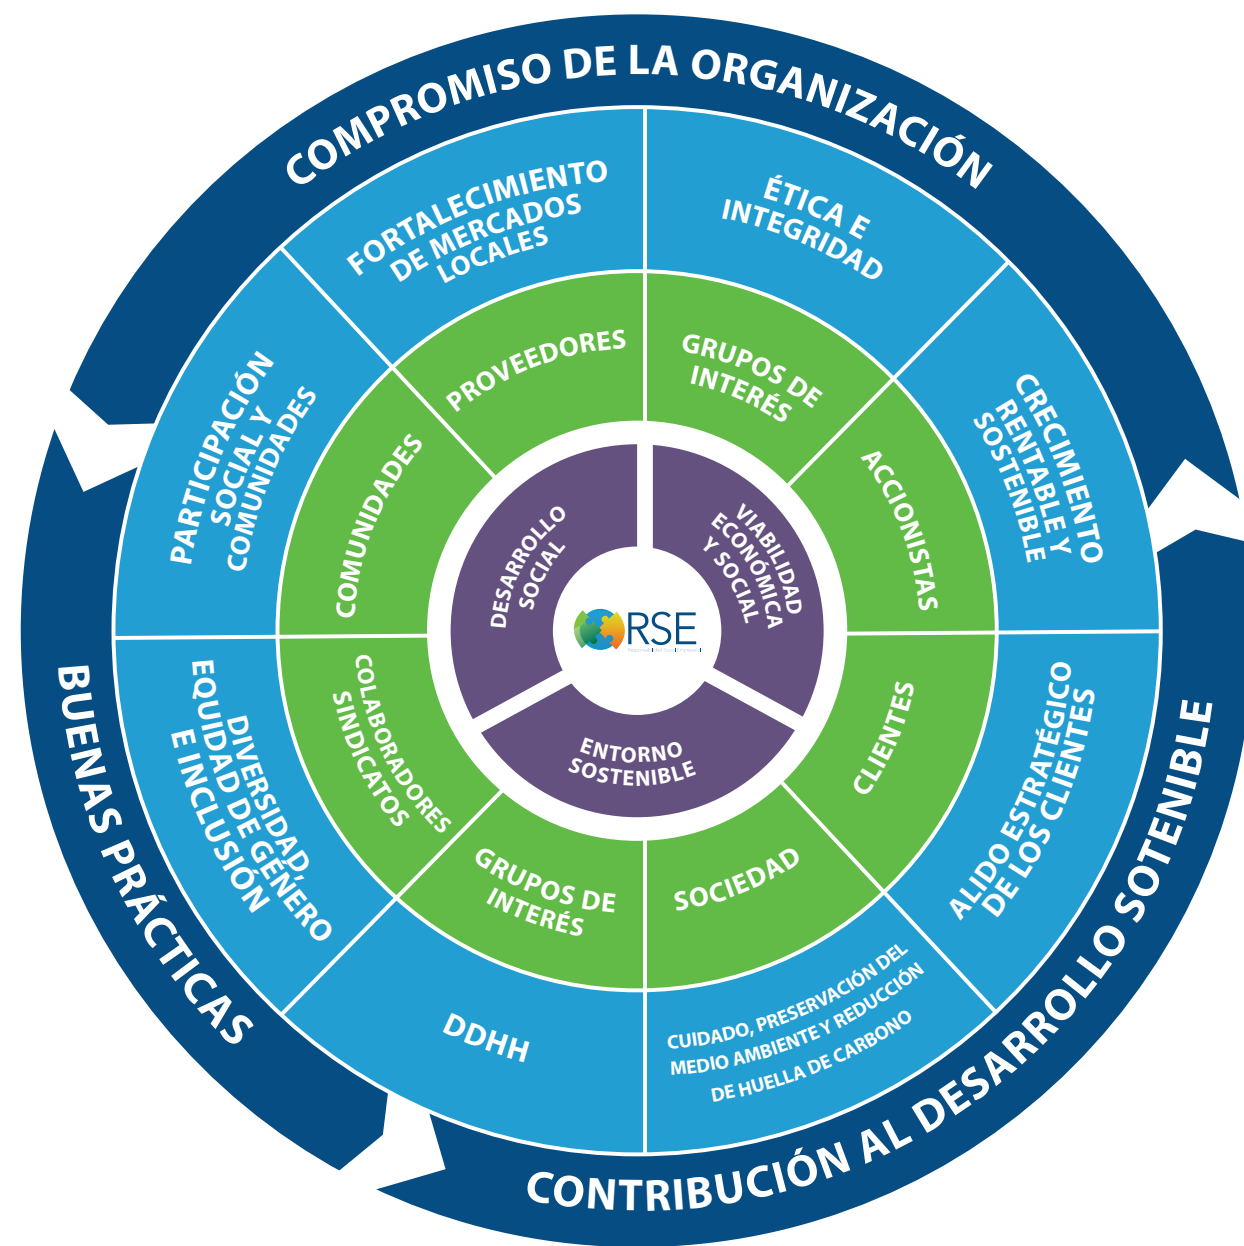 COMPROMISO DE LA ORGANIZACIÓN
CONTRIBUCIÓN AL DESARROLLO SOTENIBLE
BUENAS PRÁCTICAS
FORTALECIMIENTO
DE MERCADOS
LOCALES
ÉTICA E
INTEGRIDAD
CRECIMIENTO
RENTABLE Y
SOSTENIBLE
ALIDO ESTRATÉGICO
DE LOS CLIENTES
CUIDADO, PRESERVACIÓN DEL
MEDIO AMBIENTE Y REDUCCIÓN
DE HUELLA DE CARBONO
DDHH
DIVERSIDAD,
EQUIDAD DE GÉNERO
E INCLUSIÓN
PARTICIPACIÓN
SOCIAL Y
COMUNIDADES
PROVEEDORES
GRUPOS DE
INTERÉS
ACCIONISTAS
CLIENTES
SOCIEDAD
GRUPOS DE
INTERÉS
COLABORADORES
SINDICATOS
COMUNIDADES
DESARROLLO
SOCIAL
VIABILIDAD
ECONÓMICA
Y SOCIAL
ENTORNO
SOSTENIBLE
RSE